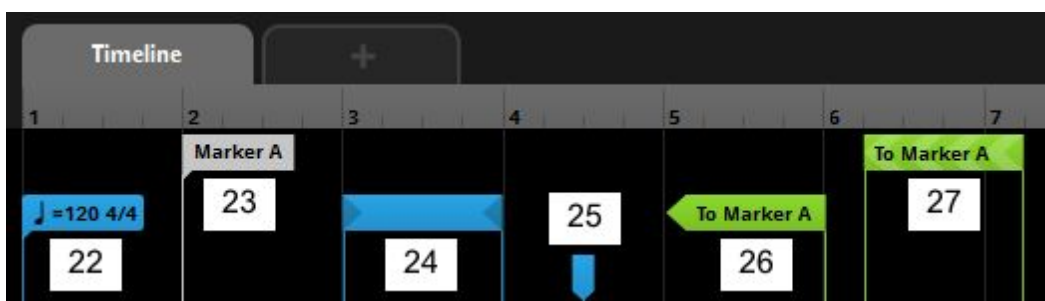 Timeline +
1 2 3 4 5 6 7
Marker A To Marker A
23 27
♩=120 4/4 25 To Marker A
22 24 26